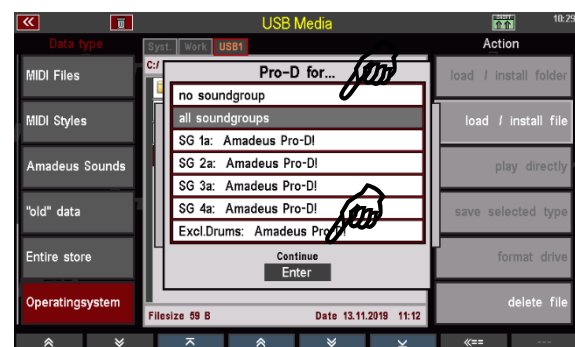 USB Media
10:29
Data type
Syst. Work USB1
Action
C:/
MIDI Files
MIDI Styles
Amadeus Sounds
"old" data
Entire store
Operatingsystem
Pro-D for...
no soundgroup
all soundgroups
SG 1a: Amadeus Pro-D!
SG 2a: Amadeus Pro-D!
SG 3a: Amadeus Pro-D!
SG 4a: Amadeus Pro-D!
Excl.Drums: Amadeus Pro-D!
Continue
Enter
Filesize 59 B Date 13.11.2019 11:12
load / install folder
load / install file
play directly
save selected type
format drive
delete file
«==
---